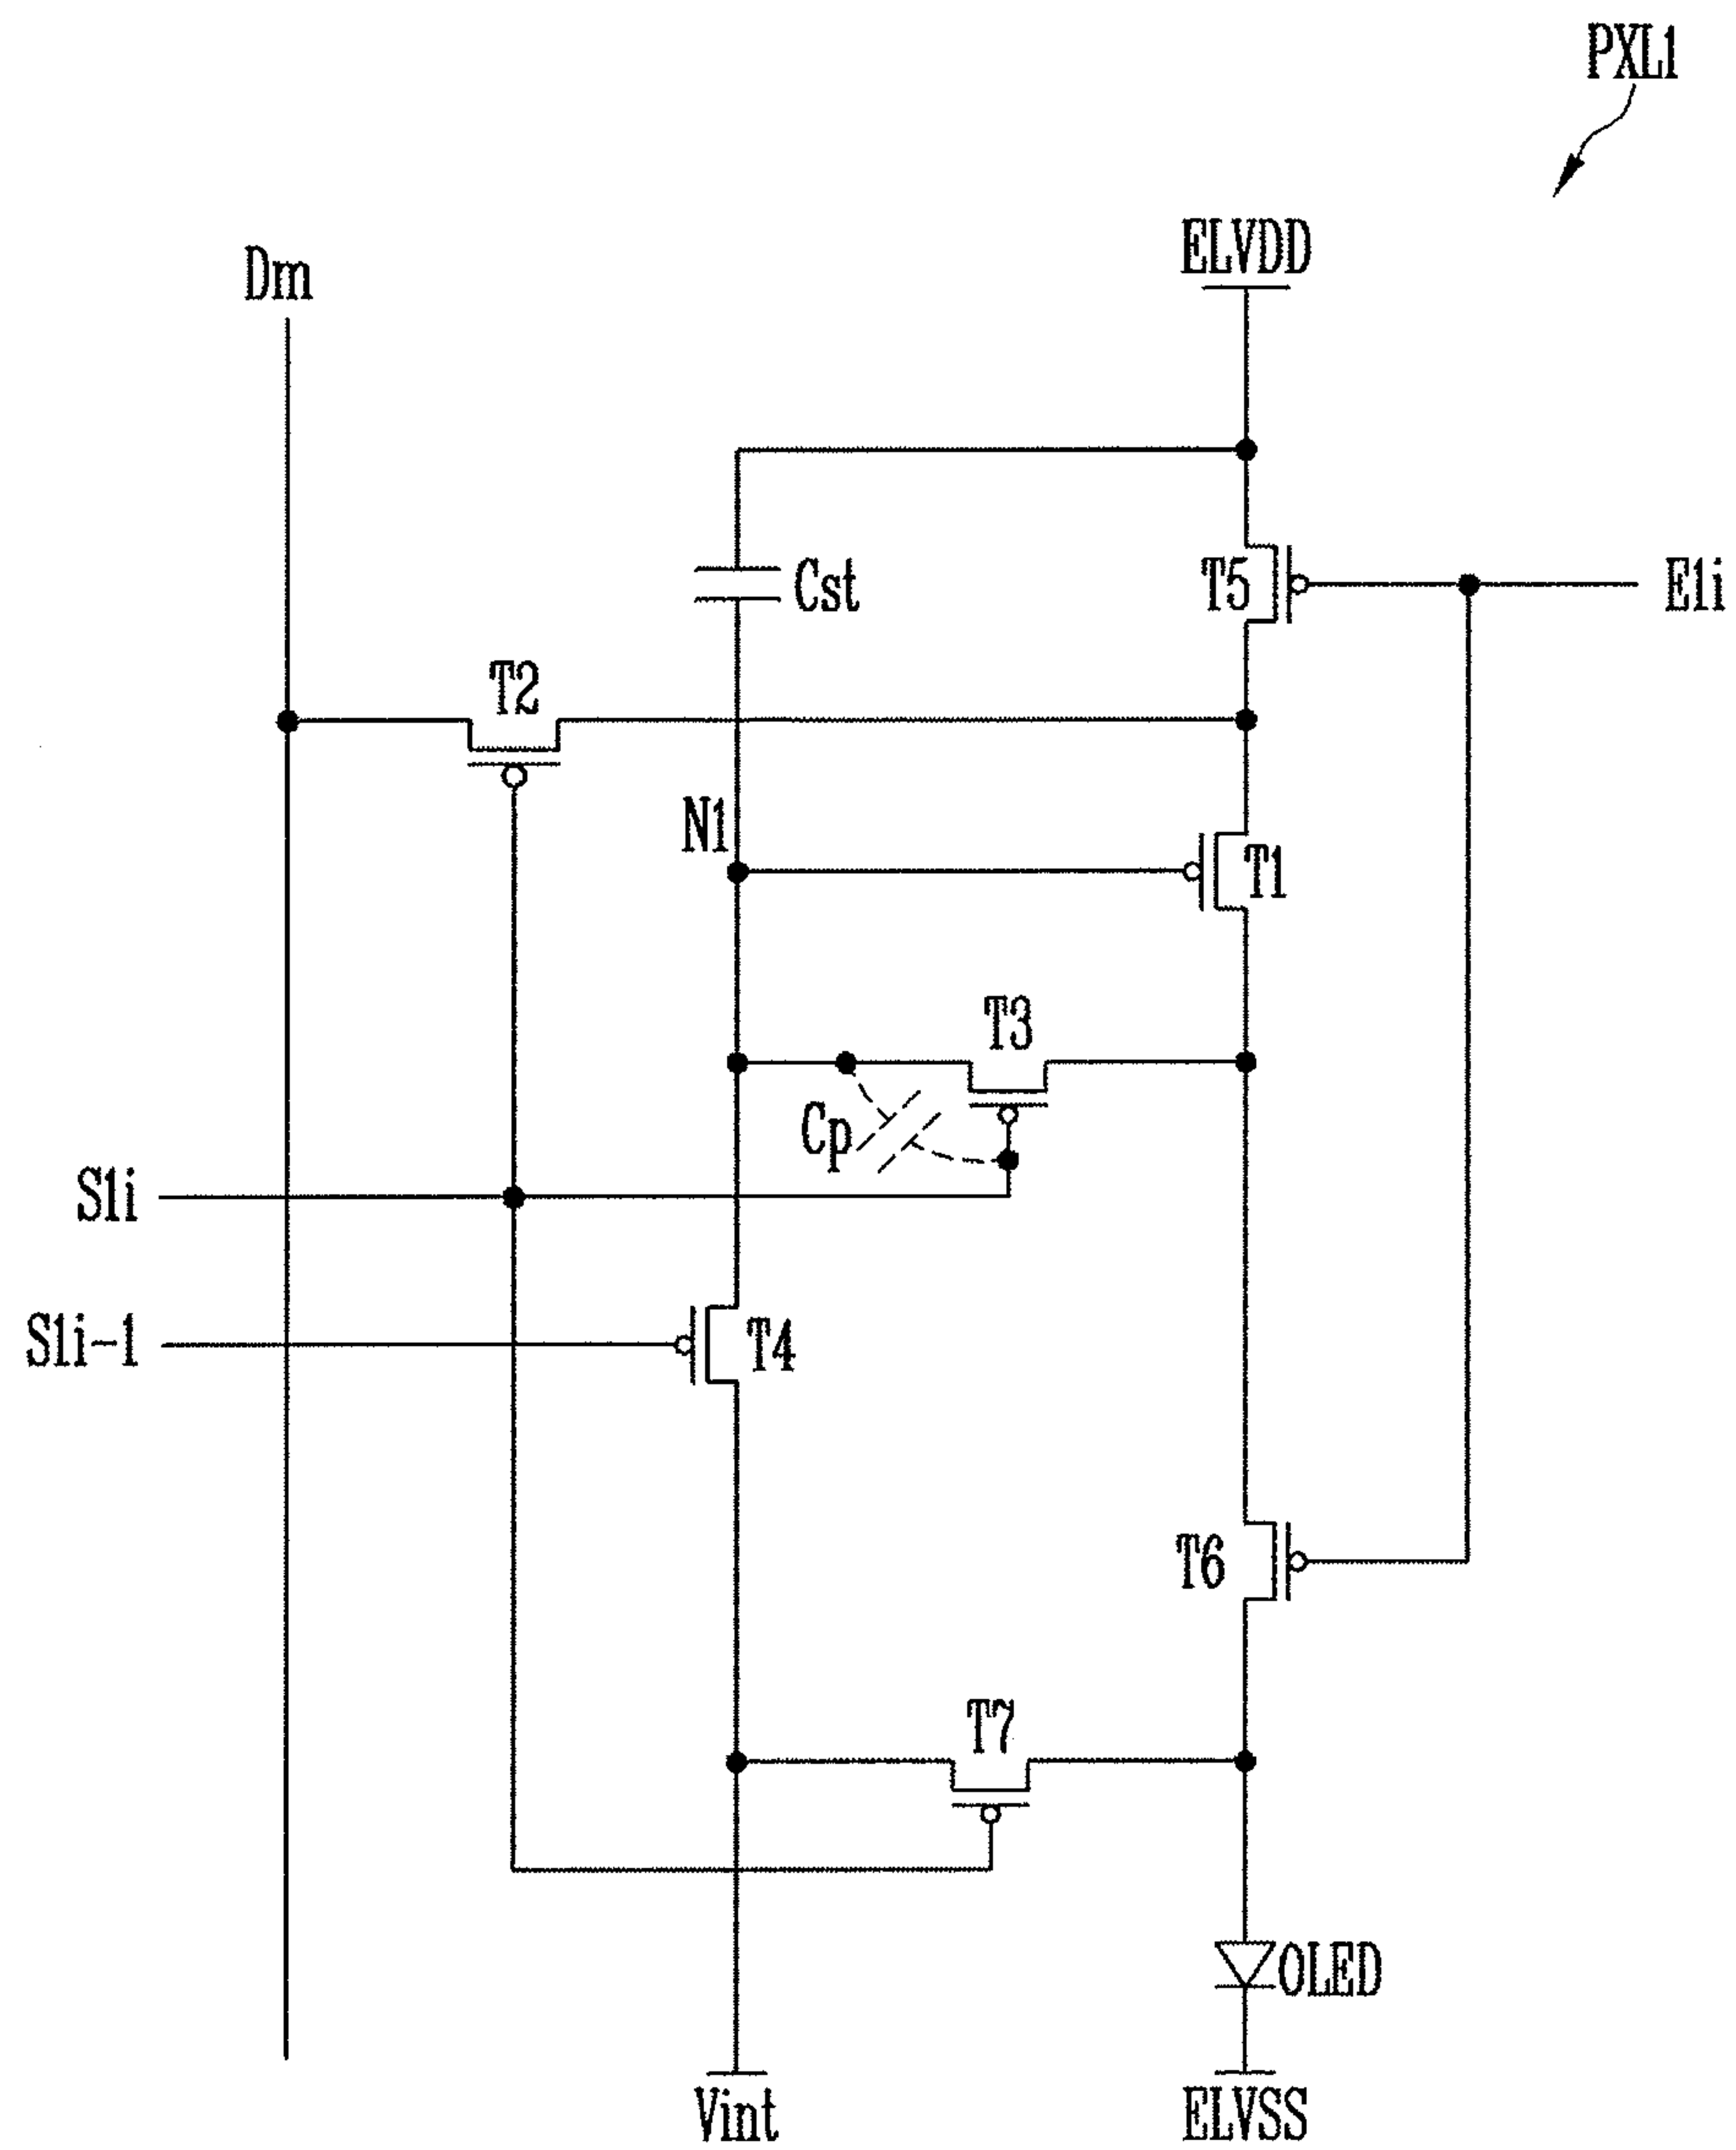 PXL1
ELVDD
Dm
Cst
T5
E1i
T2
N1
T1
T3
Cp
S1i
S1i-1
T4
T6
T7
OLED
Vint
ELVSS